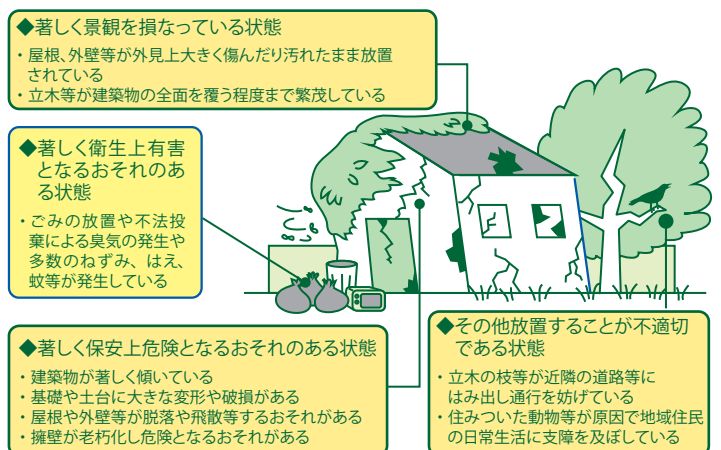 ◆著しく景観を損なっている状態
・屋根、外壁等が外見上大きく傷んだり汚れたまま放置
されている
・立木等が建築物の全面を覆う程度まで繁茂している
◆著しく衛生上有害
となるおそれのあ
る状態
・ごみの放置や不法投
棄による臭気の発生や
多数のねずみ、はえ、
蚊等が発生している
◆著しく保安上危険となるおそれのある状態
・建築物が著しく傾いている
・基礎や土台に大きな変形や破損がある
・屋根や外壁等が脱落や飛散等するおそれがある
・擁壁が老朽化し危険となるおそれがある
◆その他放置することが不適切
である状態
・立木の枝等が近隣の道路等に
はみ出し通行を妨げている
・住みついた動物等が原因で地域住民
の日常生活に支障を及ぼしている